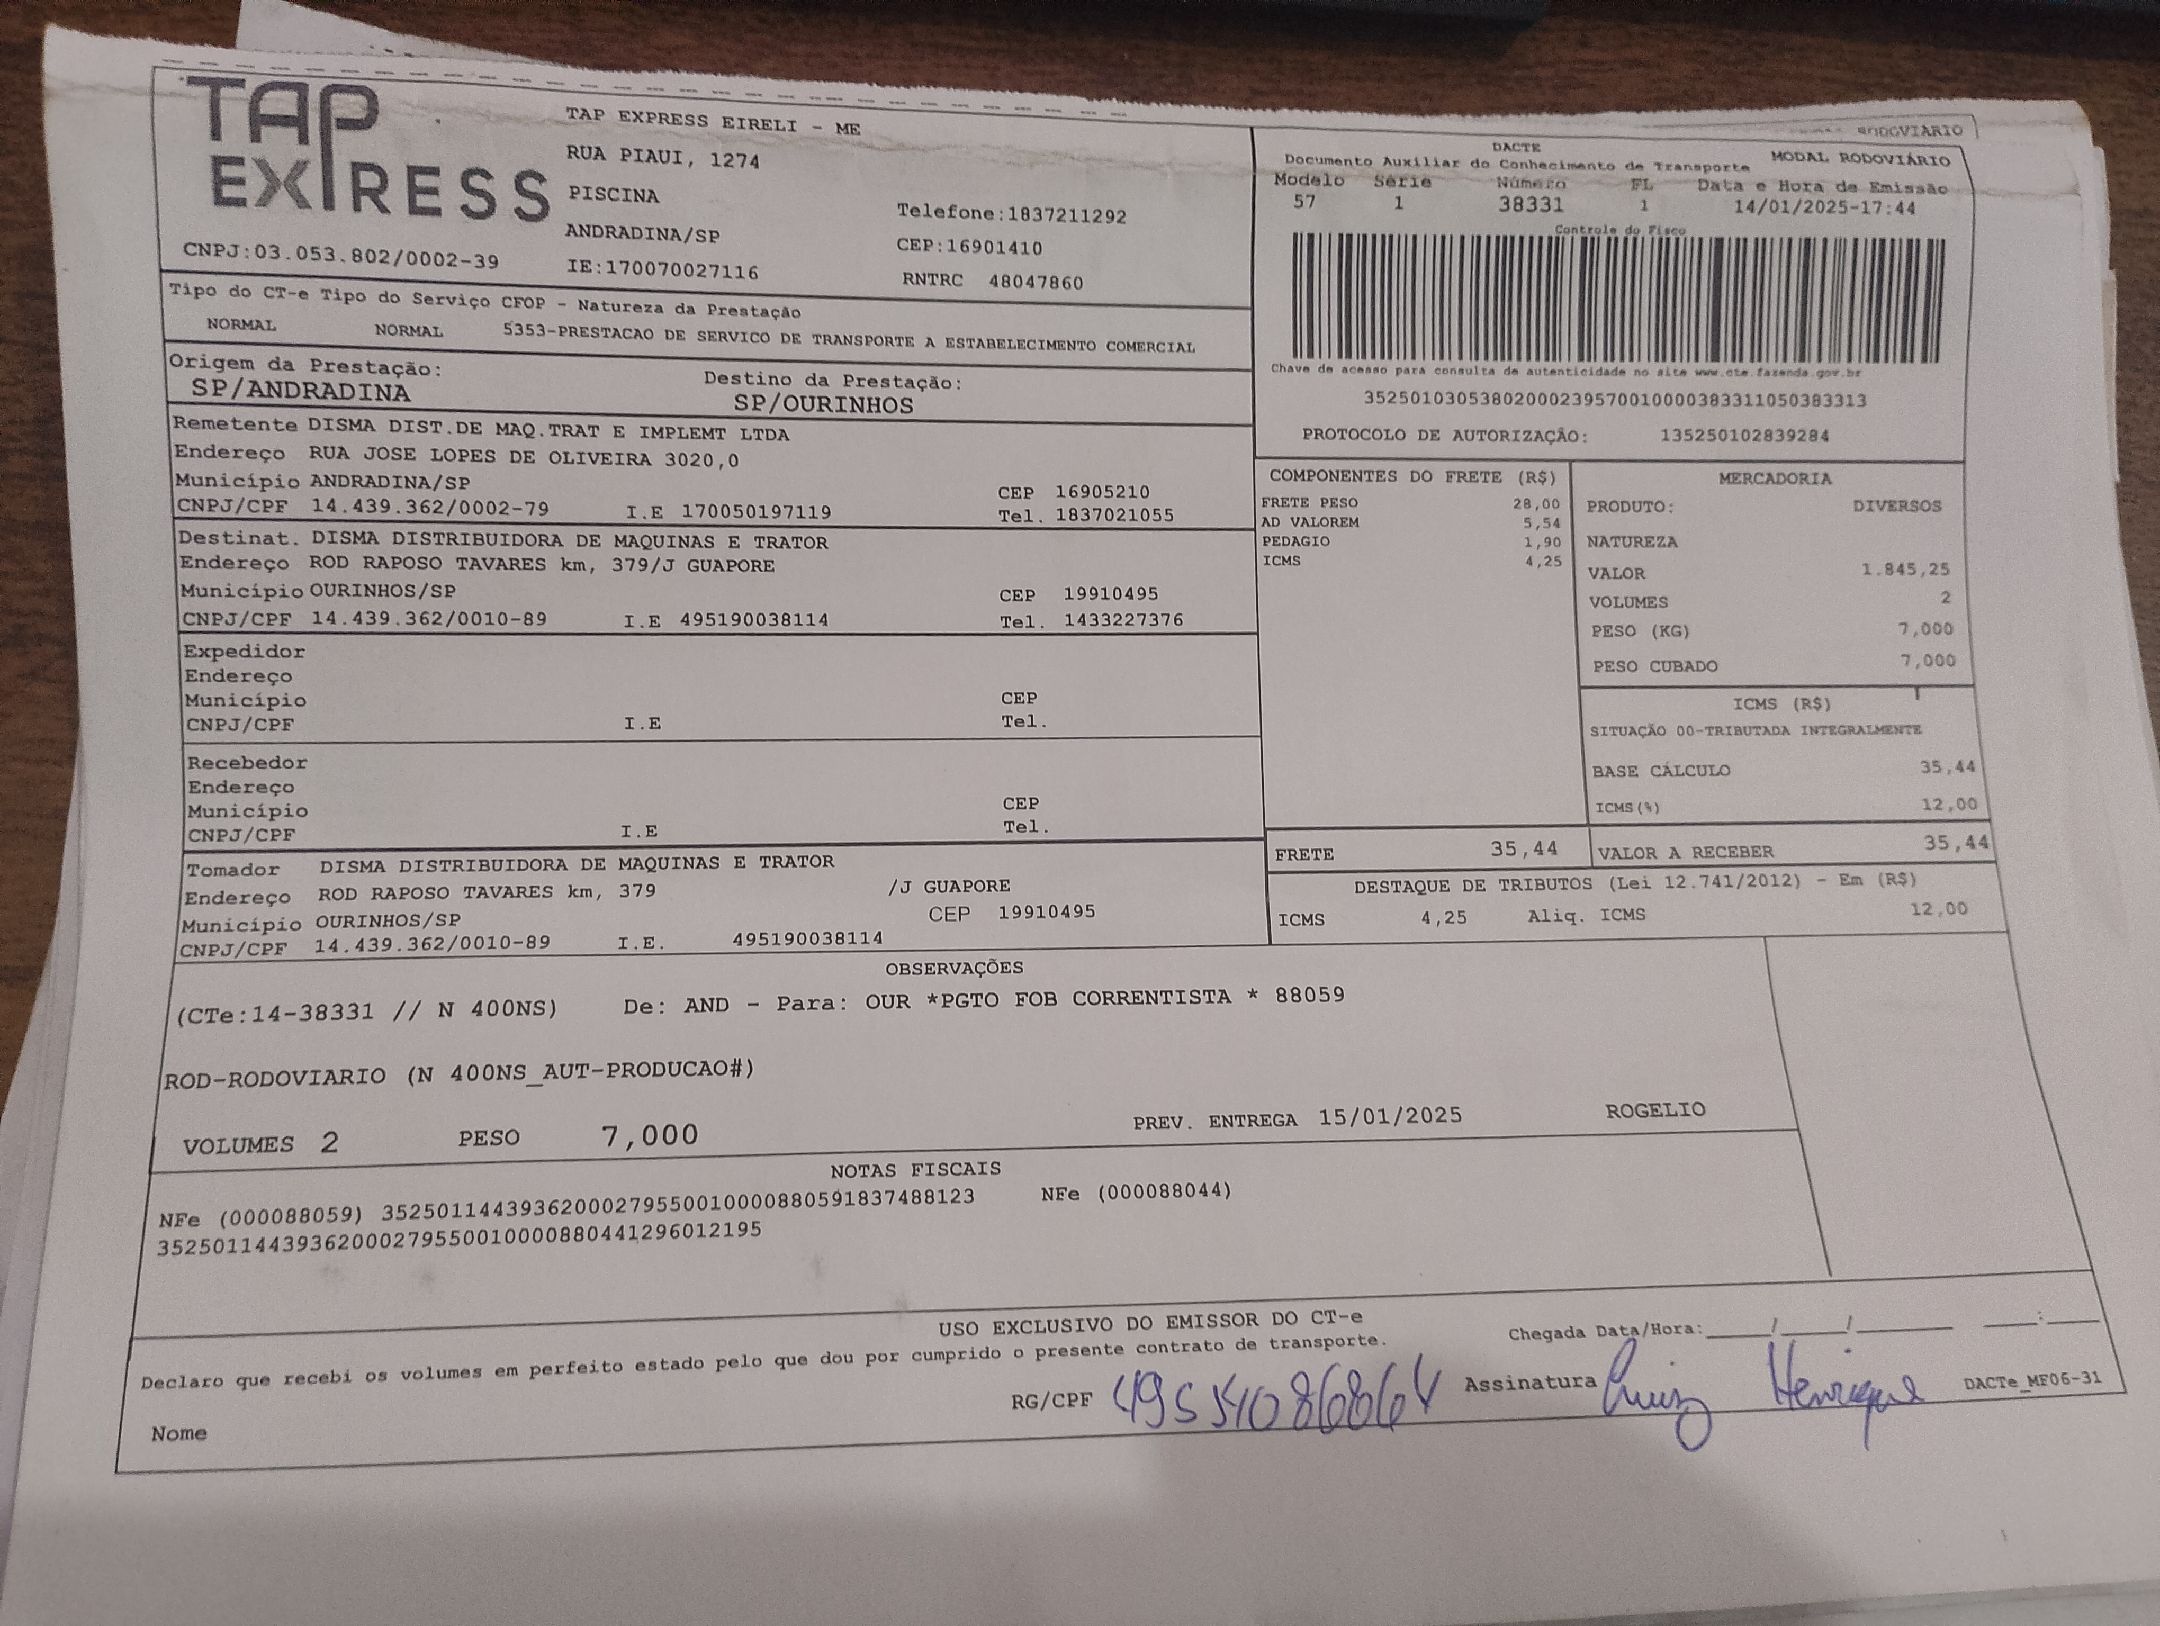 TAP
EXPRESS
TAP EXPRESS EIRELI - ME
RUA PIAUI, 1274
PISCINA
ANDRADINA/SP
Telefone:1837211292
CEP:16901410
CNPJ:03.053.802/0002-39
IE:170070027116
RNTRC 48047860
RODOVIARIO
DACTE
Documento Auxiliar do Conhecimento de Transporte MODAL RODOVIÁRIO
Modelo Série Número FL Data e Hora de Emissão
57 1 38331 1 14/01/2025-17:44
Controle do Fisco
Chave de acesso para consulta de autenticidade no site www.cte.fazenda.gov.br
35250103053802000239570010000383311050383313
PROTOCOLO DE AUTORIZAÇÃO: 135250102839284
Tipo do CT-e Tipo do Serviço CFOP - Natureza da Prestação
NORMAL NORMAL 5353-PRESTACAO DE SERVICO DE TRANSPORTE A ESTABELECIMENTO COMERCIAL
Origem da Prestação: Destino da Prestação:
SP/ANDRADINA SP/OURINHOS
Remetente DISMA DIST.DE MAQ.TRAT E IMPLEMT LTDA
Endereço RUA JOSE LOPES DE OLIVEIRA 3020,0
Município ANDRADINA/SP CEP 16905210
CNPJ/CPF 14.439.362/0002-79 I.E 170050197119 Tel. 1837021055
Destinat. DISMA DISTRIBUIDORA DE MAQUINAS E TRATOR
Endereço ROD RAPOSO TAVARES km, 379/J GUAPORE
Município OURINHOS/SP CEP 19910495
CNPJ/CPF 14.439.362/0010-89 I.E 495190038114 Tel. 1433227376
Expedidor
Endereço
Município CEP
CNPJ/CPF I.E Tel.
Recebedor
Endereço
Município CEP
CNPJ/CPF I.E Tel.
Tomador DISMA DISTRIBUIDORA DE MAQUINAS E TRATOR
Endereço ROD RAPOSO TAVARES km, 379 /J GUAPORE
Município OURINHOS/SP CEP 19910495
CNPJ/CPF 14.439.362/0010-89 I.E. 495190038114
COMPONENTES DO FRETE (R$)
FRETE PESO 28,00
AD VALOREM 5,54
PEDAGIO 1,90
ICMS 4,25
MERCADORIA
PRODUTO: DIVERSOS
NATUREZA
VALOR 1.845,25
VOLUMES 2
PESO (KG) 7,000
PESO CUBADO 7,000
ICMS (R$)
SITUAÇÃO 00-TRIBUTADA INTEGRALMENTE
BASE CÁLCULO 35,44
ICMS(%) 12,00
FRETE 35,44 VALOR A RECEBER 35,44
DESTAQUE DE TRIBUTOS (Lei 12.741/2012) - Em (R$)
ICMS 4,25 Aliq. ICMS 12,00
OBSERVAÇÕES
(CTe:14-38331 // N 400NS) De: AND - Para: OUR *PGTO FOB CORRENTISTA * 88059
ROD-RODOVIARIO (N 400NS_AUT-PRODUCAO#)
VOLUMES 2 PESO 7,000 PREV. ENTREGA 15/01/2025 ROGELIO
NOTAS FISCAIS
NFe (000088059) 35250114439362000279550010000880591837488123 NFe (000088044)
35250114439362000279550010000880441296012195
USO EXCLUSIVO DO EMISSOR DO CT-e
Declaro que recebi os volumes em perfeito estado pelo que dou por cumprido o presente contrato de transporte.
Chegada Data/Hora:_____/_____/_______ ____:____
Nome RG/CPF 49554086864 Assinatura Luiz Henrique DACTe_MF06-31